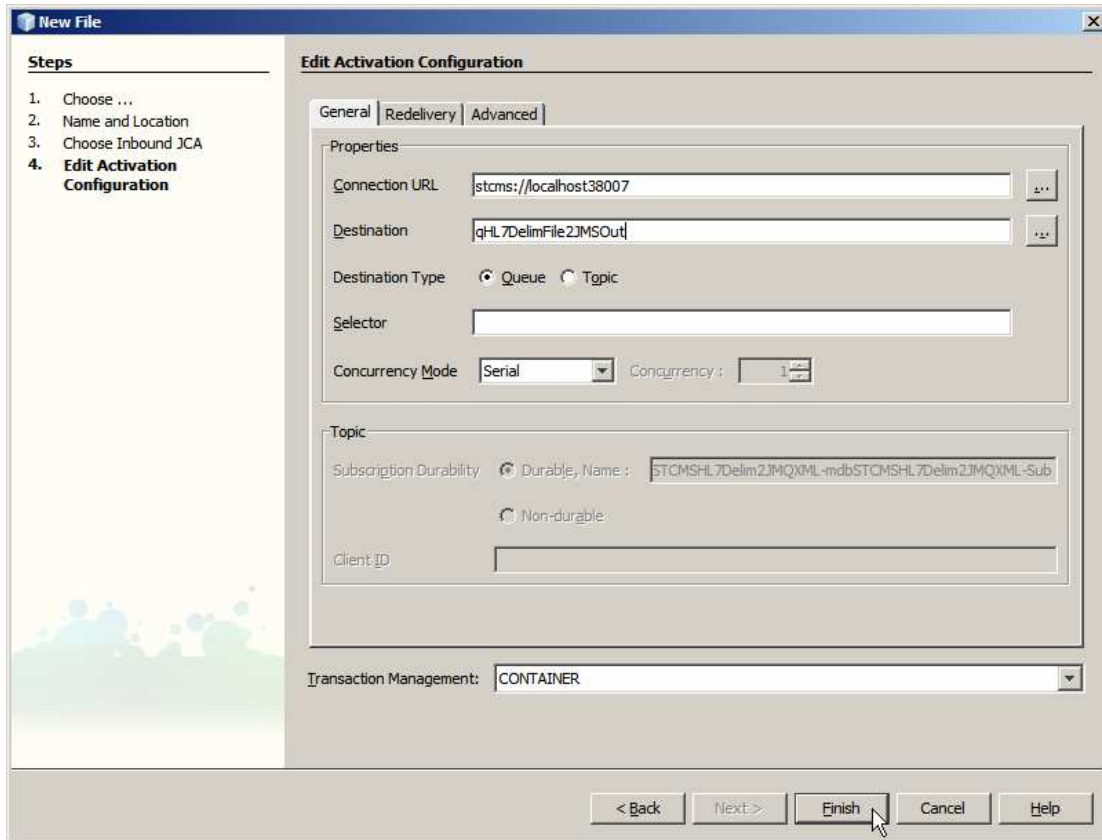 New File
Steps
1. Choose ...
2. Name and Location
3. Choose Inbound JCA
4. Edit Activation
Configuration
Edit Activation Configuration
General Redelivery Advanced
Properties
Connection URL stcms://localhost38007 ...
Destination qHL7DelimFile2JMSOut ...
Destination Type Queue Topic
Selector
Concurrency Mode Serial Concurrency : 1
Topic
Subscription Durability Durable, Name : STCMSHL7Delim2JMQXML-mdbSTCMSHL7Delim2JMQXML-Sub
Non-durable
Client ID
Transaction Management: CONTAINER
< Back Next > Finish Cancel Help